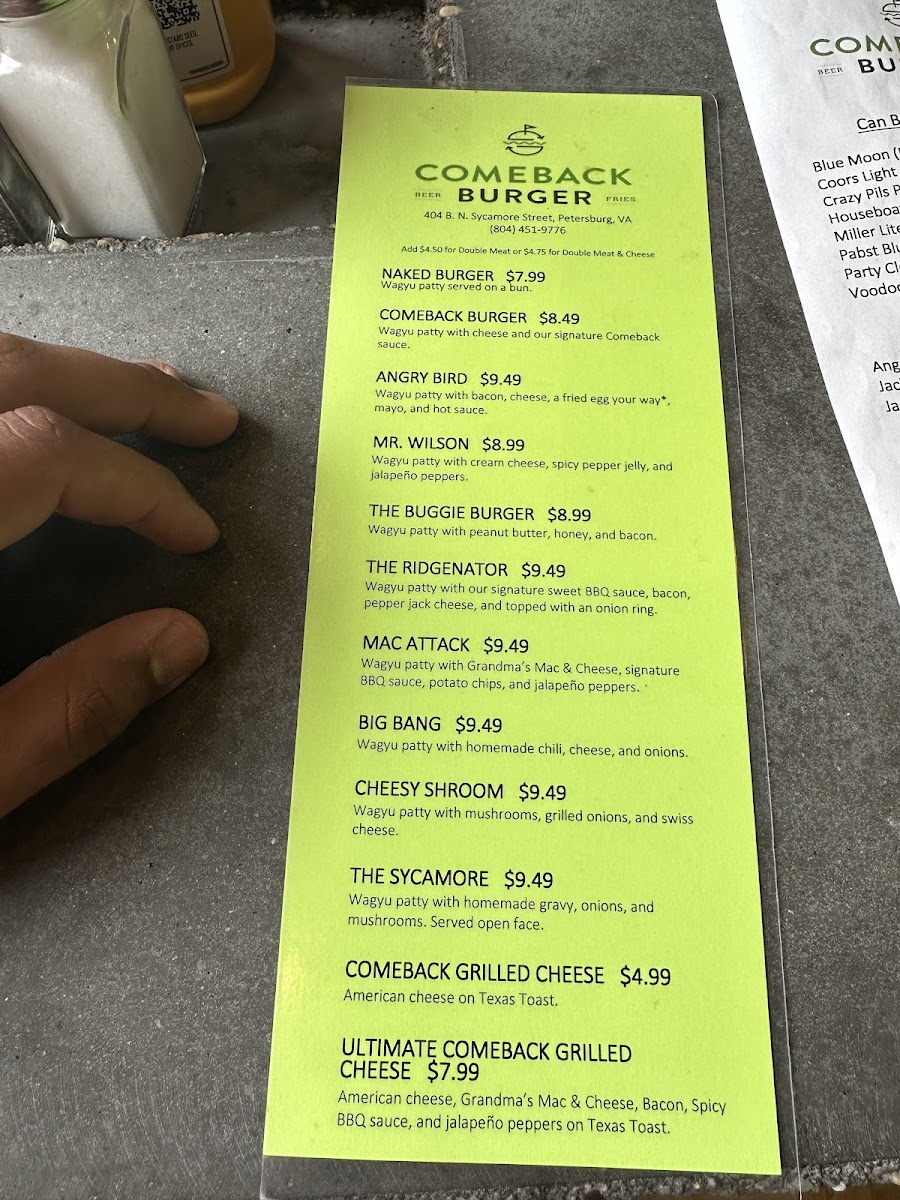 STARD SEED,
COMEBACK
BEER BURGER FRIES
404 B. N. Sycamore Street, Petersburg, VA
(804) 451-9776
Add $4.50 for Double Meat or $4.75 for Double Meat & Cheese
NAKED BURGER $7.99
Wagyu patty served on a bun.
COMEBACK BURGER $8.49
Wagyu patty with cheese and our signature Comeback
sauce.
ANGRY BIRD $9.49
Wagyu patty with bacon, cheese, a fried egg your way*,
mayo, and hot sauce.
MR. WILSON $8.99
Wagyu patty with cream cheese, spicy pepper jelly, and
jalapeño peppers.
THE BUGGIE BURGER $8.99
Wagyu patty with peanut butter, honey, and bacon.
THE RIDGENATOR $9.49
Wagyu patty with our signature sweet BBQ sauce, bacon,
pepper jack cheese, and topped with an onion ring.
MAC ATTACK $9.49
Wagyu patty with Grandma's Mac & Cheese, signature
BBQ sauce, potato chips, and jalapeño peppers.
BIG BANG $9.49
Wagyu patty with homemade chili, cheese, and onions.
CHEESY SHROOM $9.49
Wagyu patty with mushrooms, grilled onions, and swiss
cheese.
THE SYCAMORE $9.49
Wagyu patty with homemade gravy, onions, and
mushrooms. Served open face.
COMEBACK GRILLED CHEESE $4.99
American cheese on Texas Toast.
ULTIMATE COMEBACK GRILLED
CHEESE $7.99
American cheese, Grandma's Mac & Cheese, Bacon, Spicy
BBQ sauce, and jalapeño peppers on Texas Toast.
COME
BEER BU
Can B
Blue Moon (
Coors Light
Crazy Pils P
Houseboa
Miller Lite
Pabst Blu
Party Cl
Voodoo
Ang
Jac
Ja